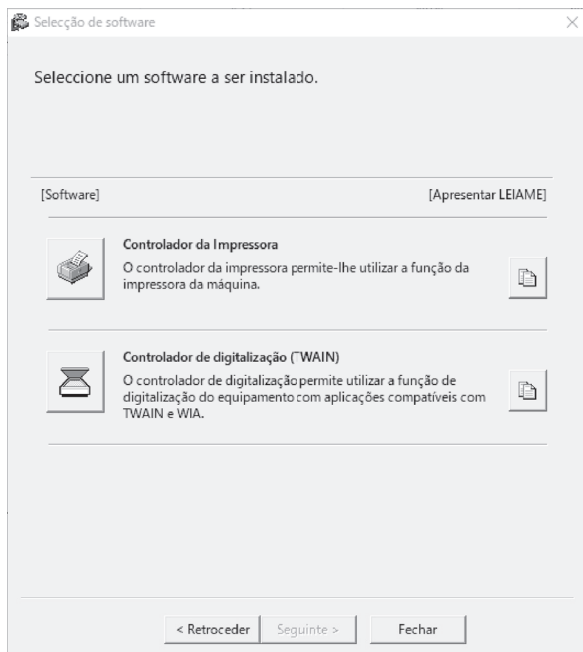 Selecção de software
Seleccione um software a ser instalado.
[Software] [Apresentar LEIAME]
Controlador da Impressora
O controlador da impressora permite-lhe utilizar a função da
impressora da máquina.
Controlador de digitalização (TWAIN)
O controlador de digitalização permite utilizar a função de
digitalização do equipamento com aplicações compatíveis com
TWAIN e WIA.
< Retroceder Seguinte > Fechar